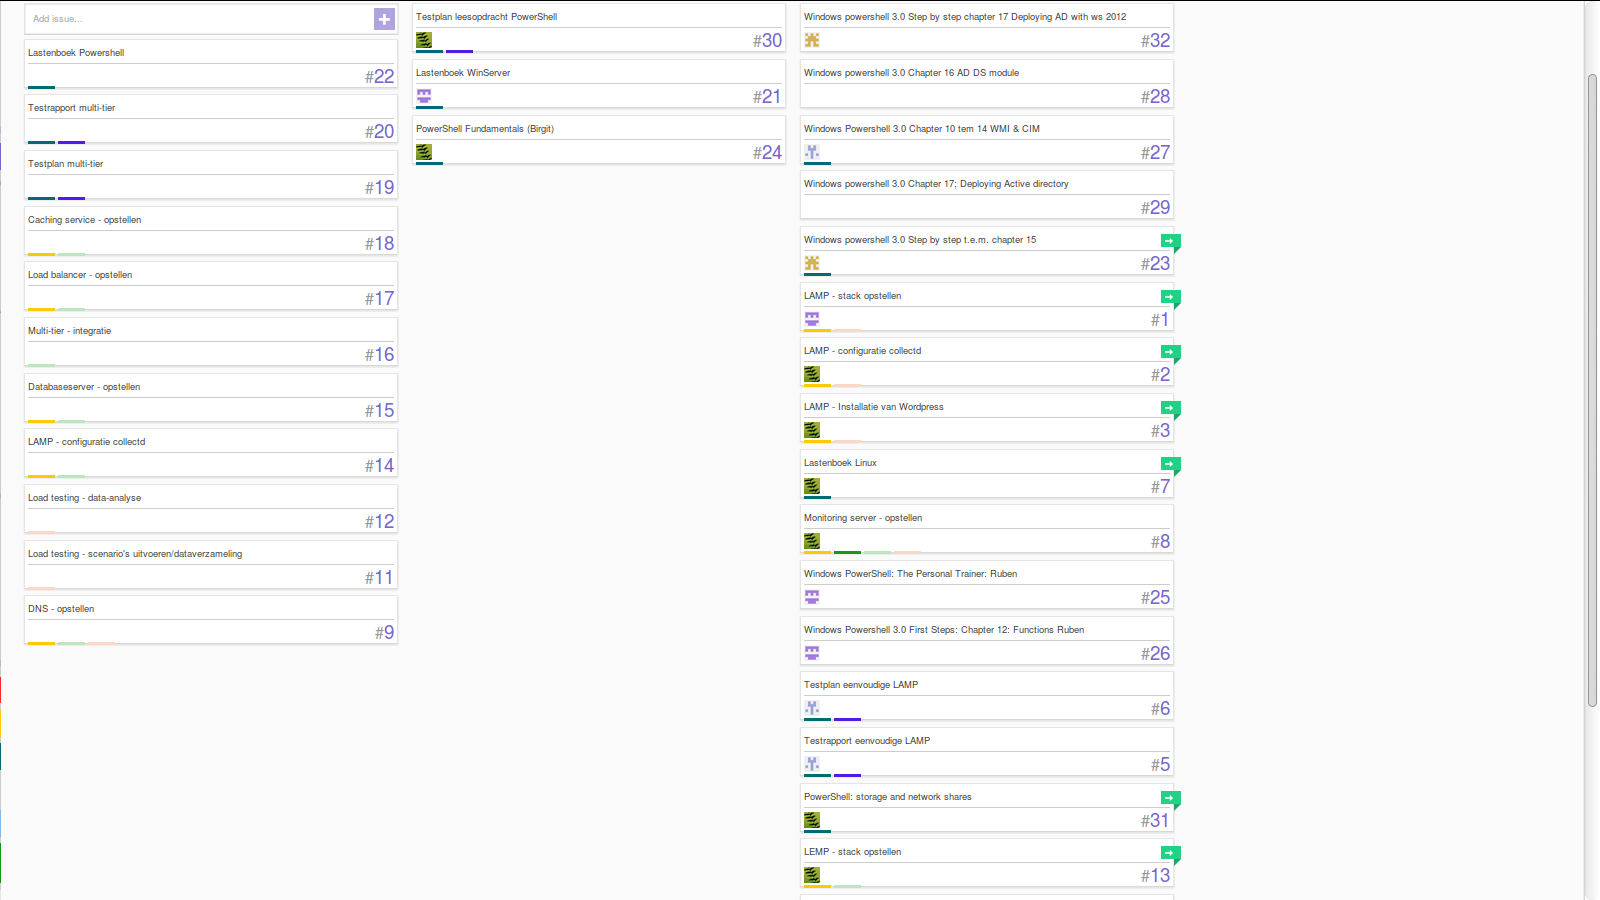 Add issue...
Lastenboek Powershell
#22
Testrapport multi-tier
#20
Testplan multi-tier
#19
Caching service - opstellen
#18
Load balancer - opstellen
#17
Multi-tier - integratie
#16
Databaseserver - opstellen
#15
LAMP - configuratie collectd
#14
Load testing - data-analyse
#12
Load testing - scenario's uitvoeren/dataverzameling
#11
DNS - opstellen
#9
Testplan leesopdracht PowerShell
#30
Lastenboek WinServer
#21
PowerShell Fundamentals (Birgit)
#24
Windows powershell 3.0 Step by step chapter 17 Deploying AD with ws 2012
#32
Windows powershell 3.0 Chapter 16 AD DS module
#28
Windows Powershell 3.0 Chapter 10 tem 14 WMI & CIM
#27
Windows powershell 3.0 Chapter 17; Deploying Active directory
#29
Windows powershell 3.0 Step by step t.e.m. chapter 15
#23
LAMP - stack opstellen
#1
LAMP - configuratie collectd
#2
LAMP - Installatie van Wordpress
#3
Lastenboek Linux
#7
Monitoring server - opstellen
#8
Windows PowerShell: The Personal Trainer: Ruben
#25
Windows Powershell 3.0 First Steps: Chapter 12: Functions Ruben
#26
Testplan eenvoudige LAMP
#6
Testrapport eenvoudige LAMP
#5
PowerShell: storage and network shares
#31
LEMP - stack opstellen
#13